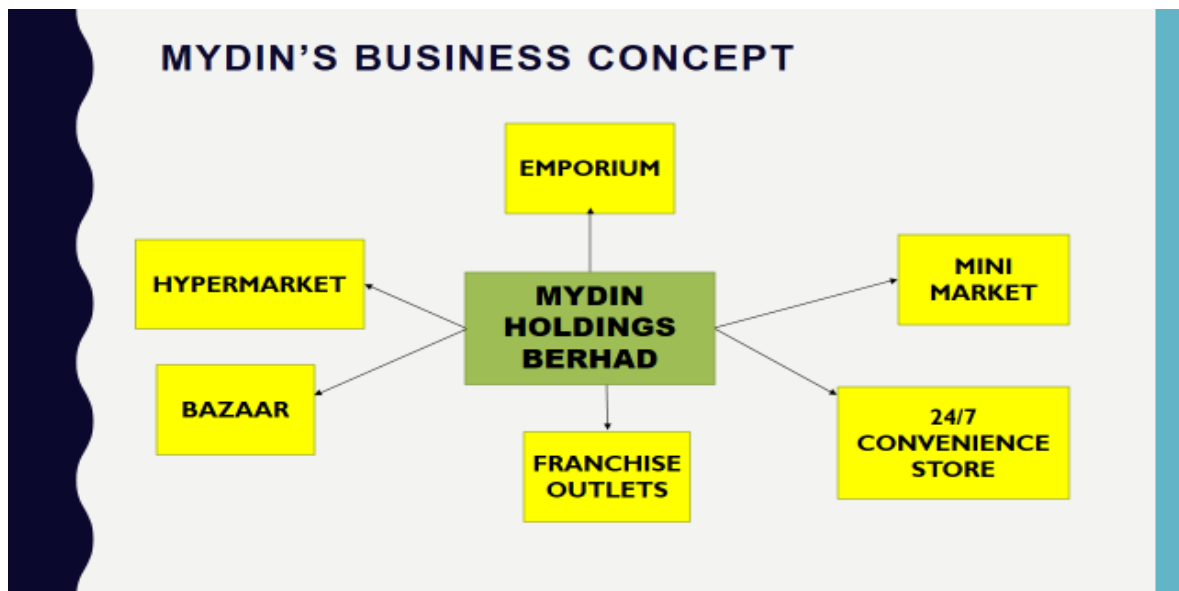 MYDIN'S BUSINESS CONCEPT
EMPORIUM
HYPERMARKET
MINI
MARKET
MYDIN
HOLDINGS
BERHAD
BAZAAR
24/7
CONVENIENCE
STORE
FRANCHISE
OUTLETS